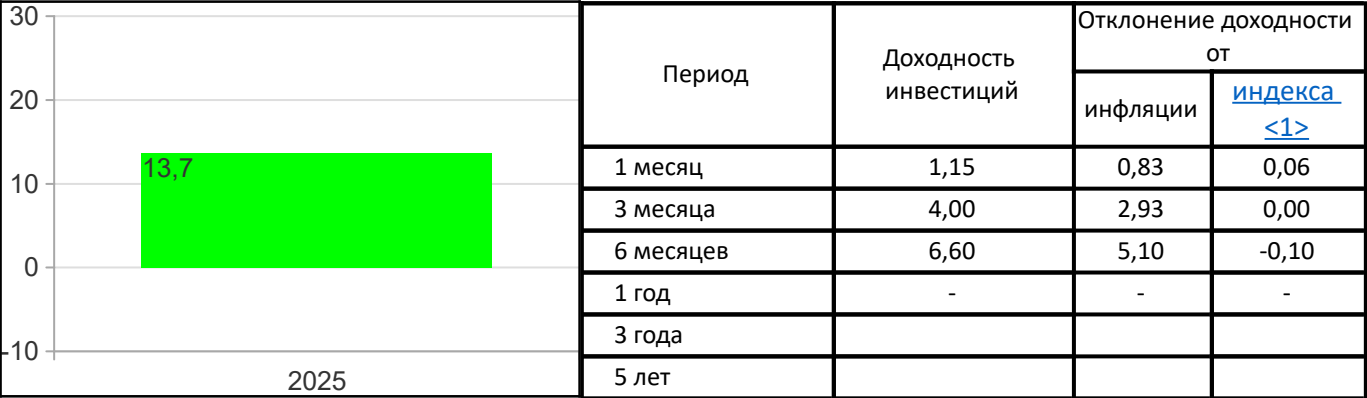 30
20
10
0
-10
13,7
2025
Период
Доходность
инвестиций
Отклонение доходности
от
инфляции
индекса
<1>
1 месяц 1,15 0,83 0,06
3 месяца 4,00 2,93 0,00
6 месяцев 6,60 5,10 -0,10
1 год - - -
3 года
5 лет